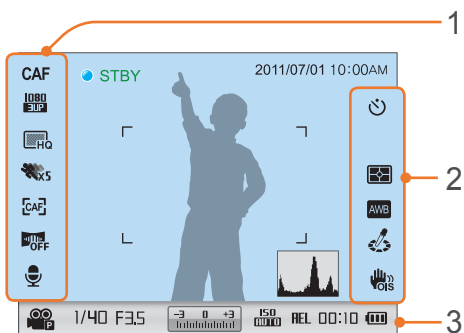 1
CAF
STBY
2011/07/01 10:00AM
1080
30P
HQ
x5
CAF
OFF
2
AWB
OIS
P
1/40 F3.5
-3 0 +3
ISO
AUTO
AEL 00:10
3